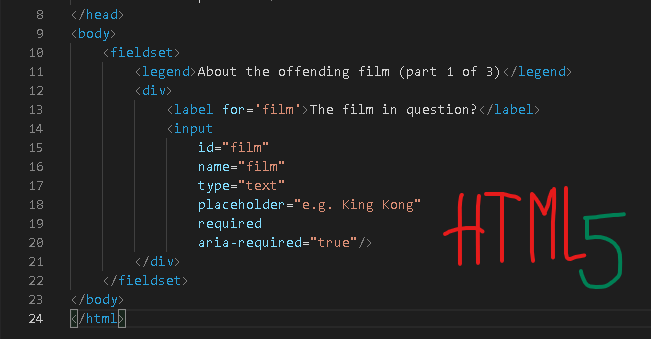 8 </head>
9 <body>
10 <fieldset>
11 <legend>About the offending film (part 1 of 3)</legend>
12 <div>
13 <label for='film'>The film in question?</label>
14 <input
15 id="film"
16 name="film"
17 type="text"
18 placeholder="e.g. King Kong"
19 required
20 aria-required="true"/>
21 </div>
22 </fieldset>
23 </body>
24 </html>
HTML5